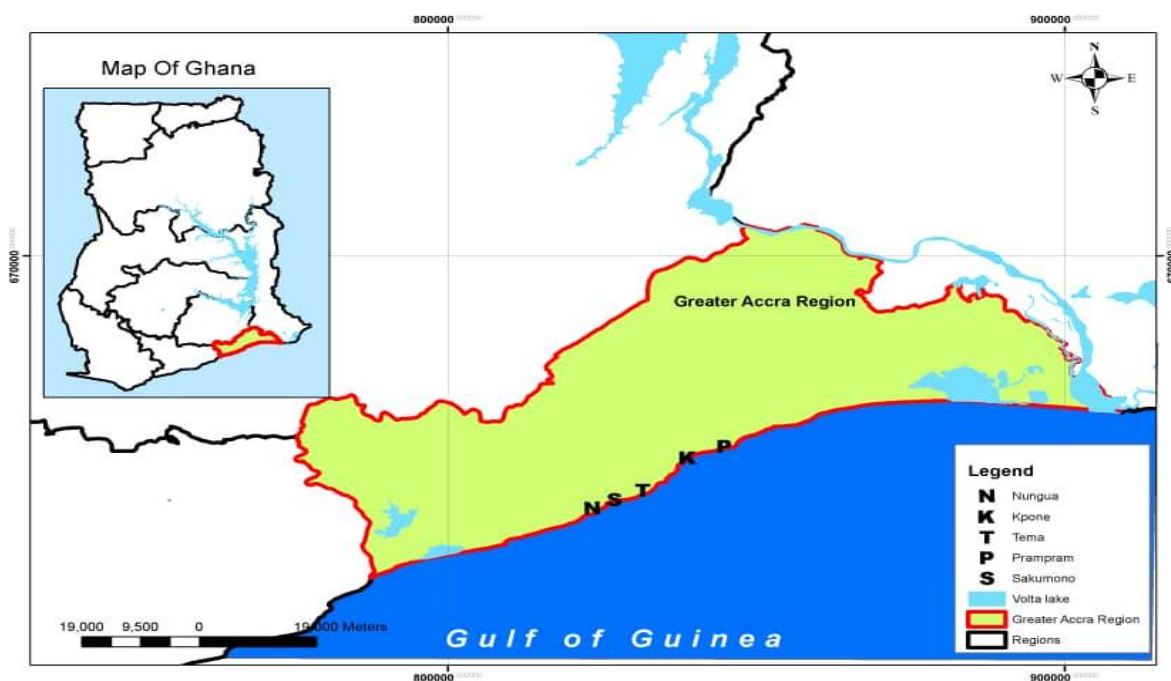 800000
900000
Map Of Ghana
N
W E
S
670000
670000
Greater Accra Region
K P
N S T
Legend
N Nungua
K Kpone
T Tema
P Prampram
S Sakumono
Volta lake
Greater Accra Region
Regions
19,000 9,500 0 19,000 Meters
Gulf of Guinea
800000
900000